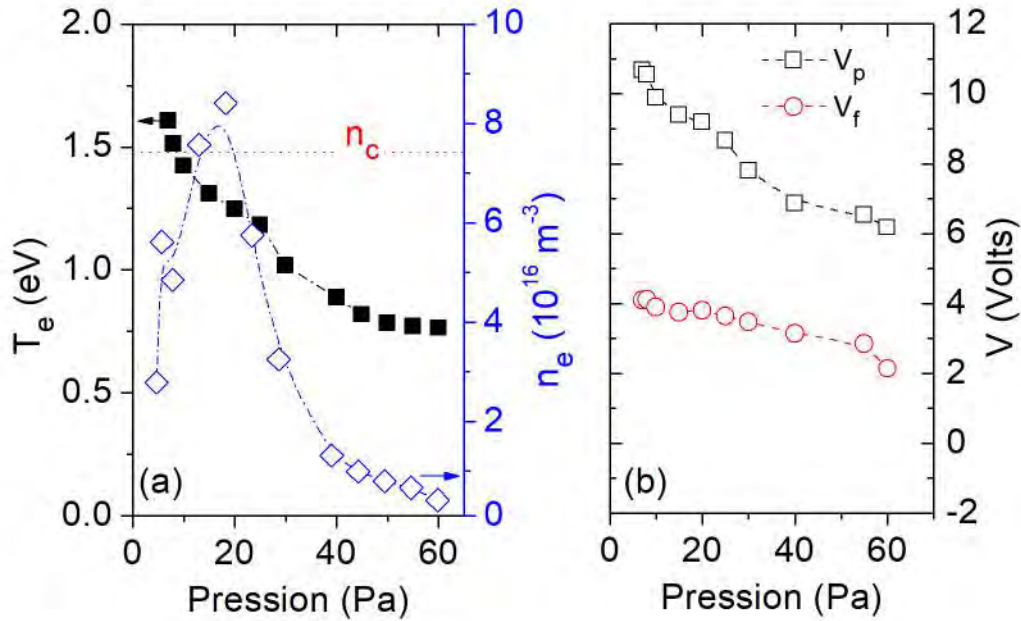 2.0
1.5
1.0
0.5
0.0
T_e (eV)
n_c
(a)
10
8
6
4
2
0
n_e (10^16 m^-3)
0 20 40 60
Pression (Pa)
V_p
V_f
(b)
12
10
8
6
4
2
0
-2
V (Volts)
0 20 40 60
Pression (Pa)